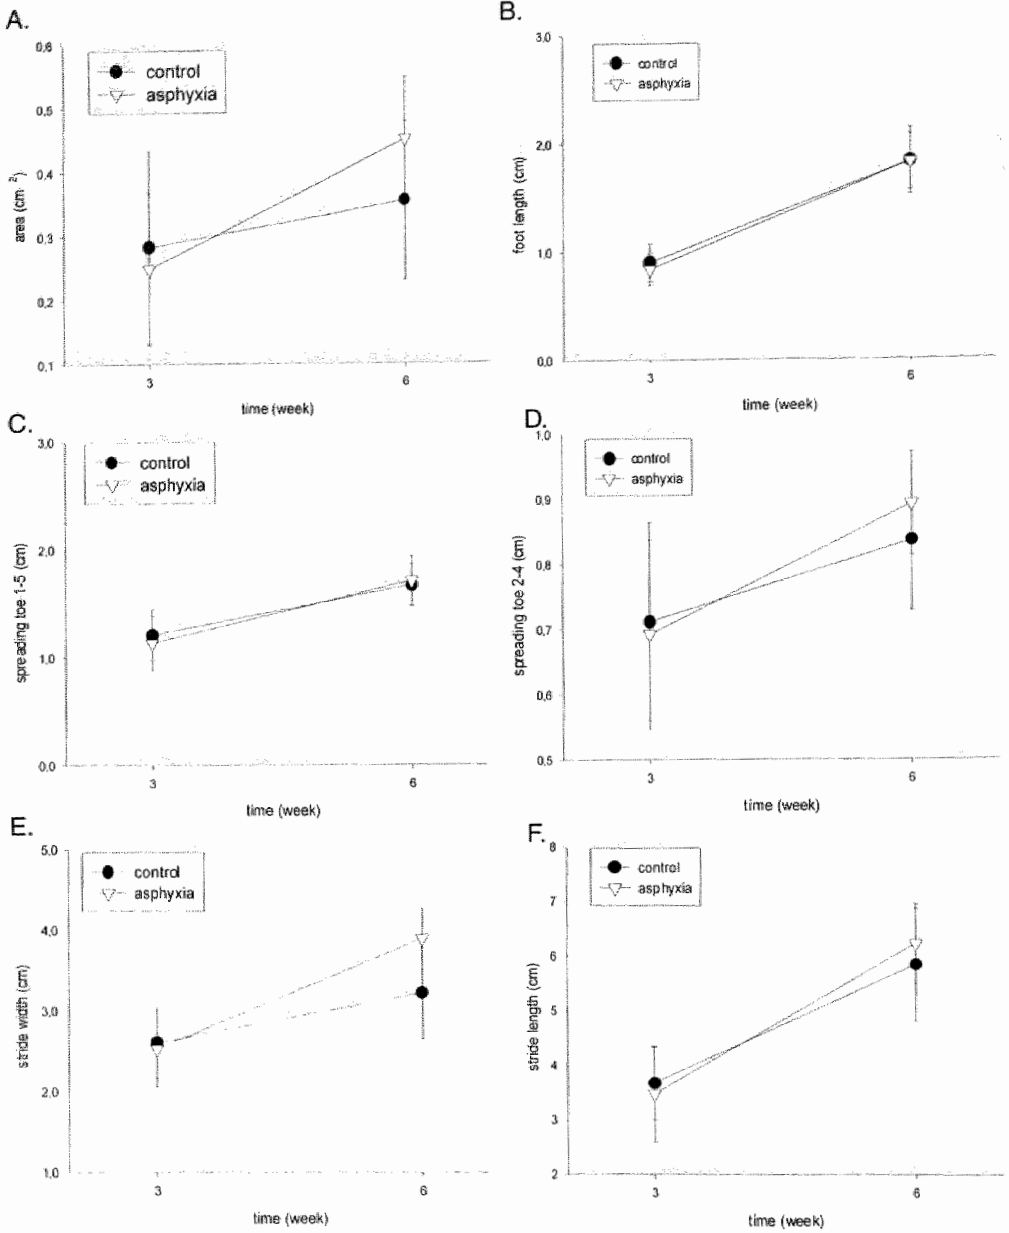 A.
0,6
0,5
0,4
0,3
0,2
0,1
area (cm ²)
control
asphyxia
3
6
time (week)
B.
3,0
2,0
1,0
0,0
foot length (cm)
control
asphyxia
3
6
time (week)
C.
3,0
2,0
1,0
0,0
spreading toe 1-5 (cm)
control
asphyxia
3
6
time (week)
D.
1,0
0,9
0,8
0,7
0,6
0,5
spreading toe 2-4 (cm)
control
asphyxia
3
6
time (week)
E.
5,0
4,0
3,0
2,0
1,0
stride width (cm)
control
asphyxia
3
6
time (week)
F.
8
7
6
5
4
3
2
stride length (cm)
control
asphyxia
3
6
time (week)